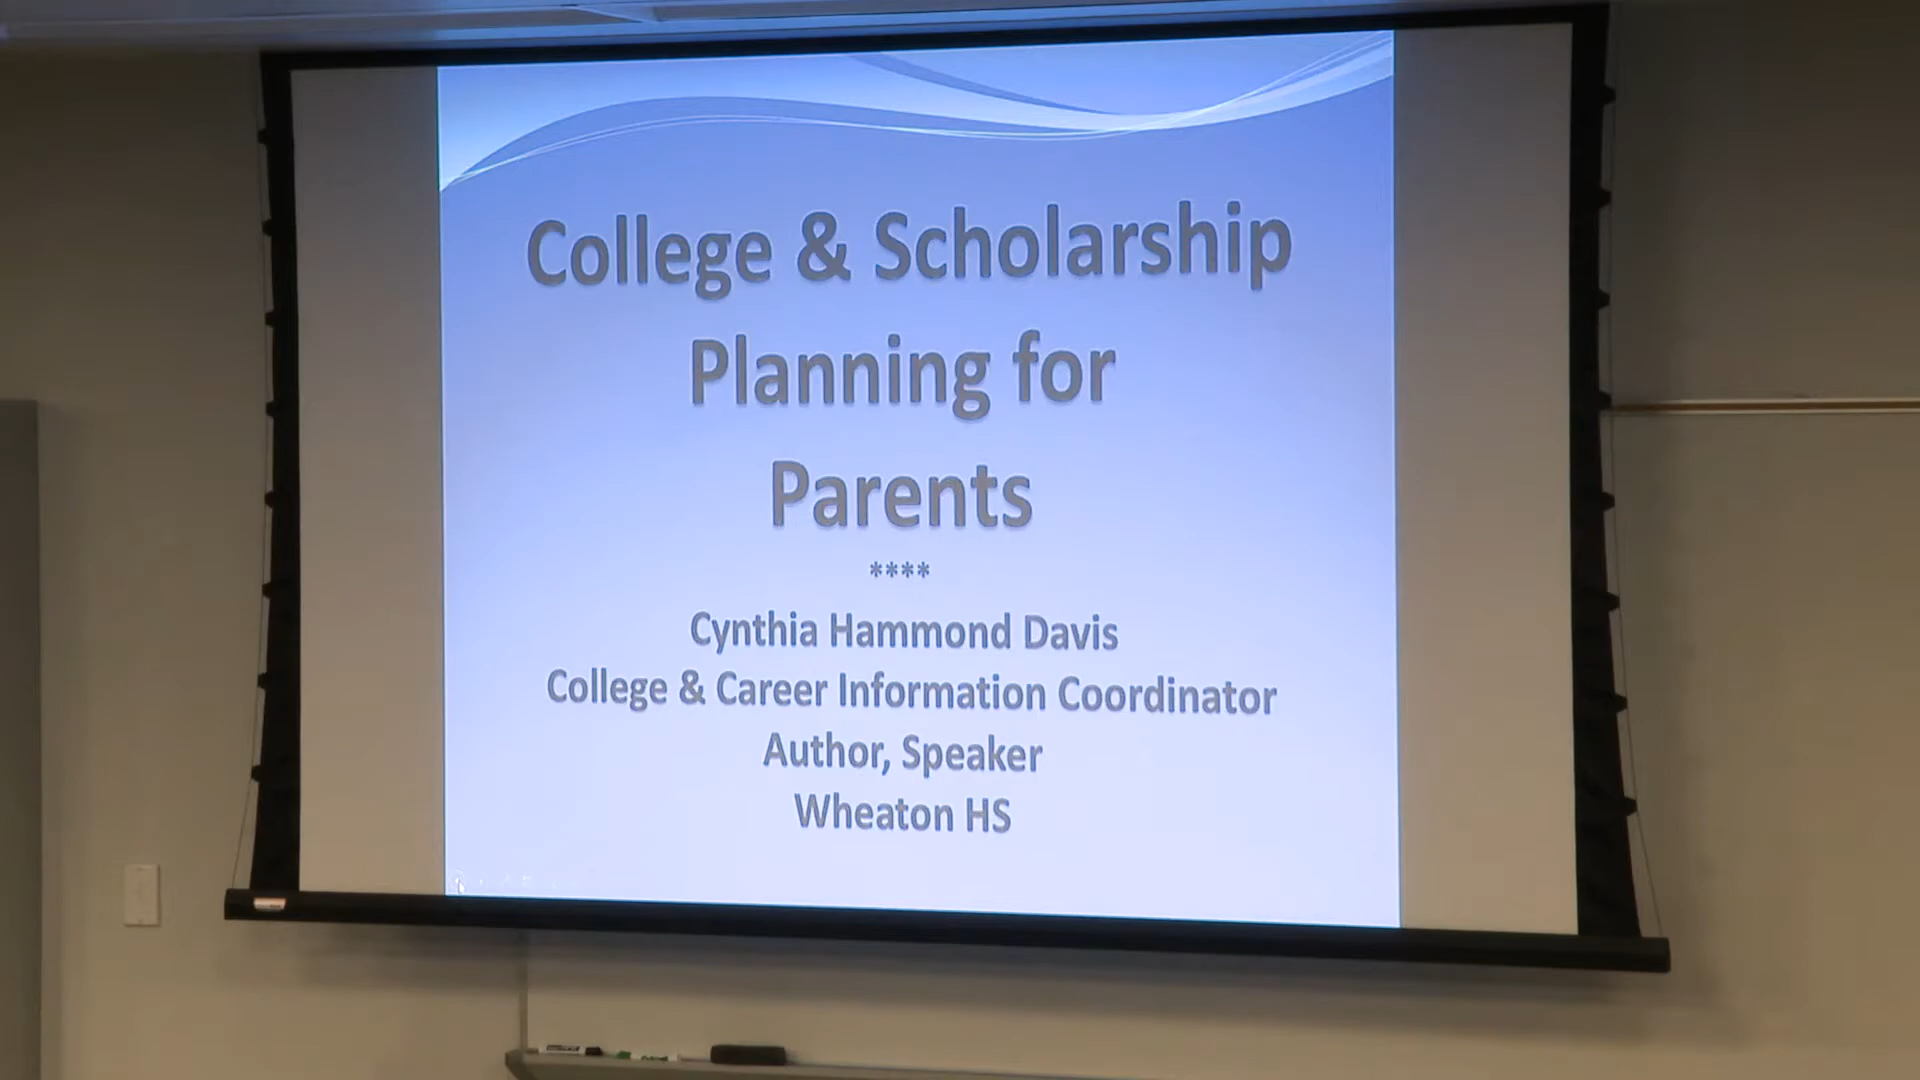 College & Scholarship
Planning for
Parents
****
Cynthia Hammond Davis
College & Career Information Coordinator
Author, Speaker
Wheaton HS